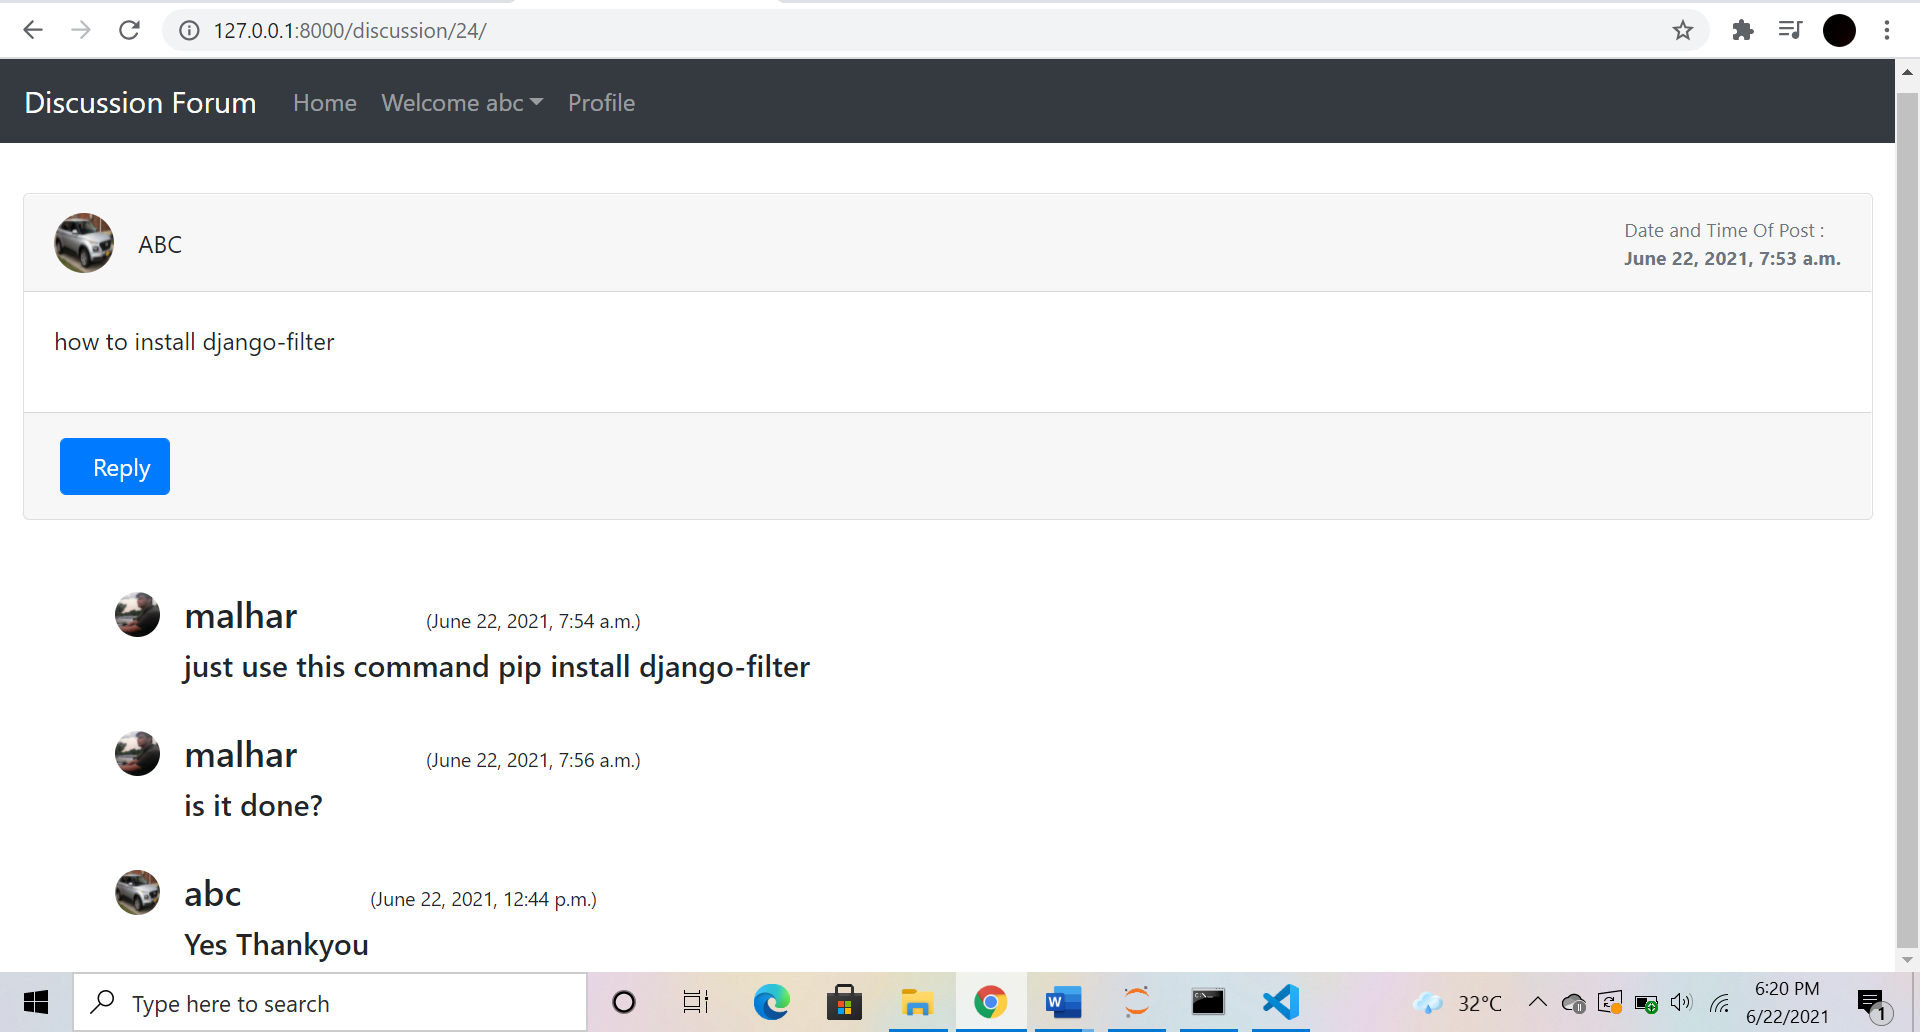 127.0.0.1:8000/discussion/24/
Discussion Forum Home Welcome abc Profile
ABC
Date and Time Of Post :
June 22, 2021, 7:53 a.m.
how to install django-filter
Reply
malhar (June 22, 2021, 7:54 a.m.)
just use this command pip install django-filter
malhar (June 22, 2021, 7:56 a.m.)
is it done?
abc (June 22, 2021, 12:44 p.m.)
Yes Thankyou
Type here to search
W
C:\_
32°C
6:20 PM
6/22/2021
1